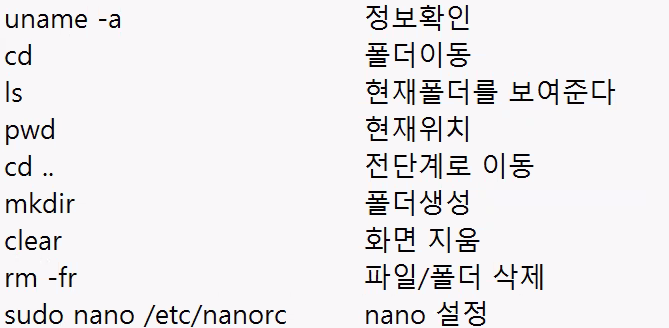 uname -a 정보확인
cd 폴더이동
ls 현재폴더를 보여준다
pwd 현재위치
cd .. 전단계로 이동
mkdir 폴더생성
clear 화면 지움
rm -fr 파일/폴더 삭제
sudo nano /etc/nanorc nano 설정